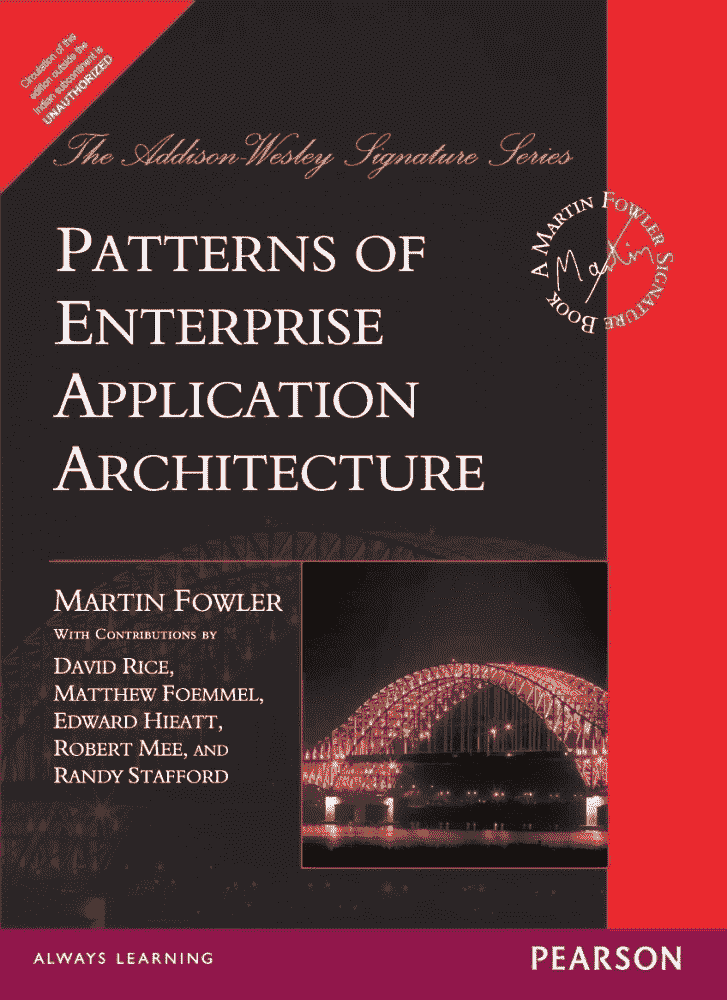 Circulation of this
edition outside the
Indian subcontinent is
UNAUTHORIZED
The Addison-Wesley Signature Series
PATTERNS OF
ENTERPRISE
APPLICATION
ARCHITECTURE
A MARTIN FOWLER SIGNATURE BOOK
Martin
MARTIN FOWLER
WITH CONTRIBUTIONS BY
DAVID RICE,
MATTHEW FOEMMEL,
EDWARD HIEATT,
ROBERT MEE, AND
RANDY STAFFORD
ALWAYS LEARNING
PEARSON